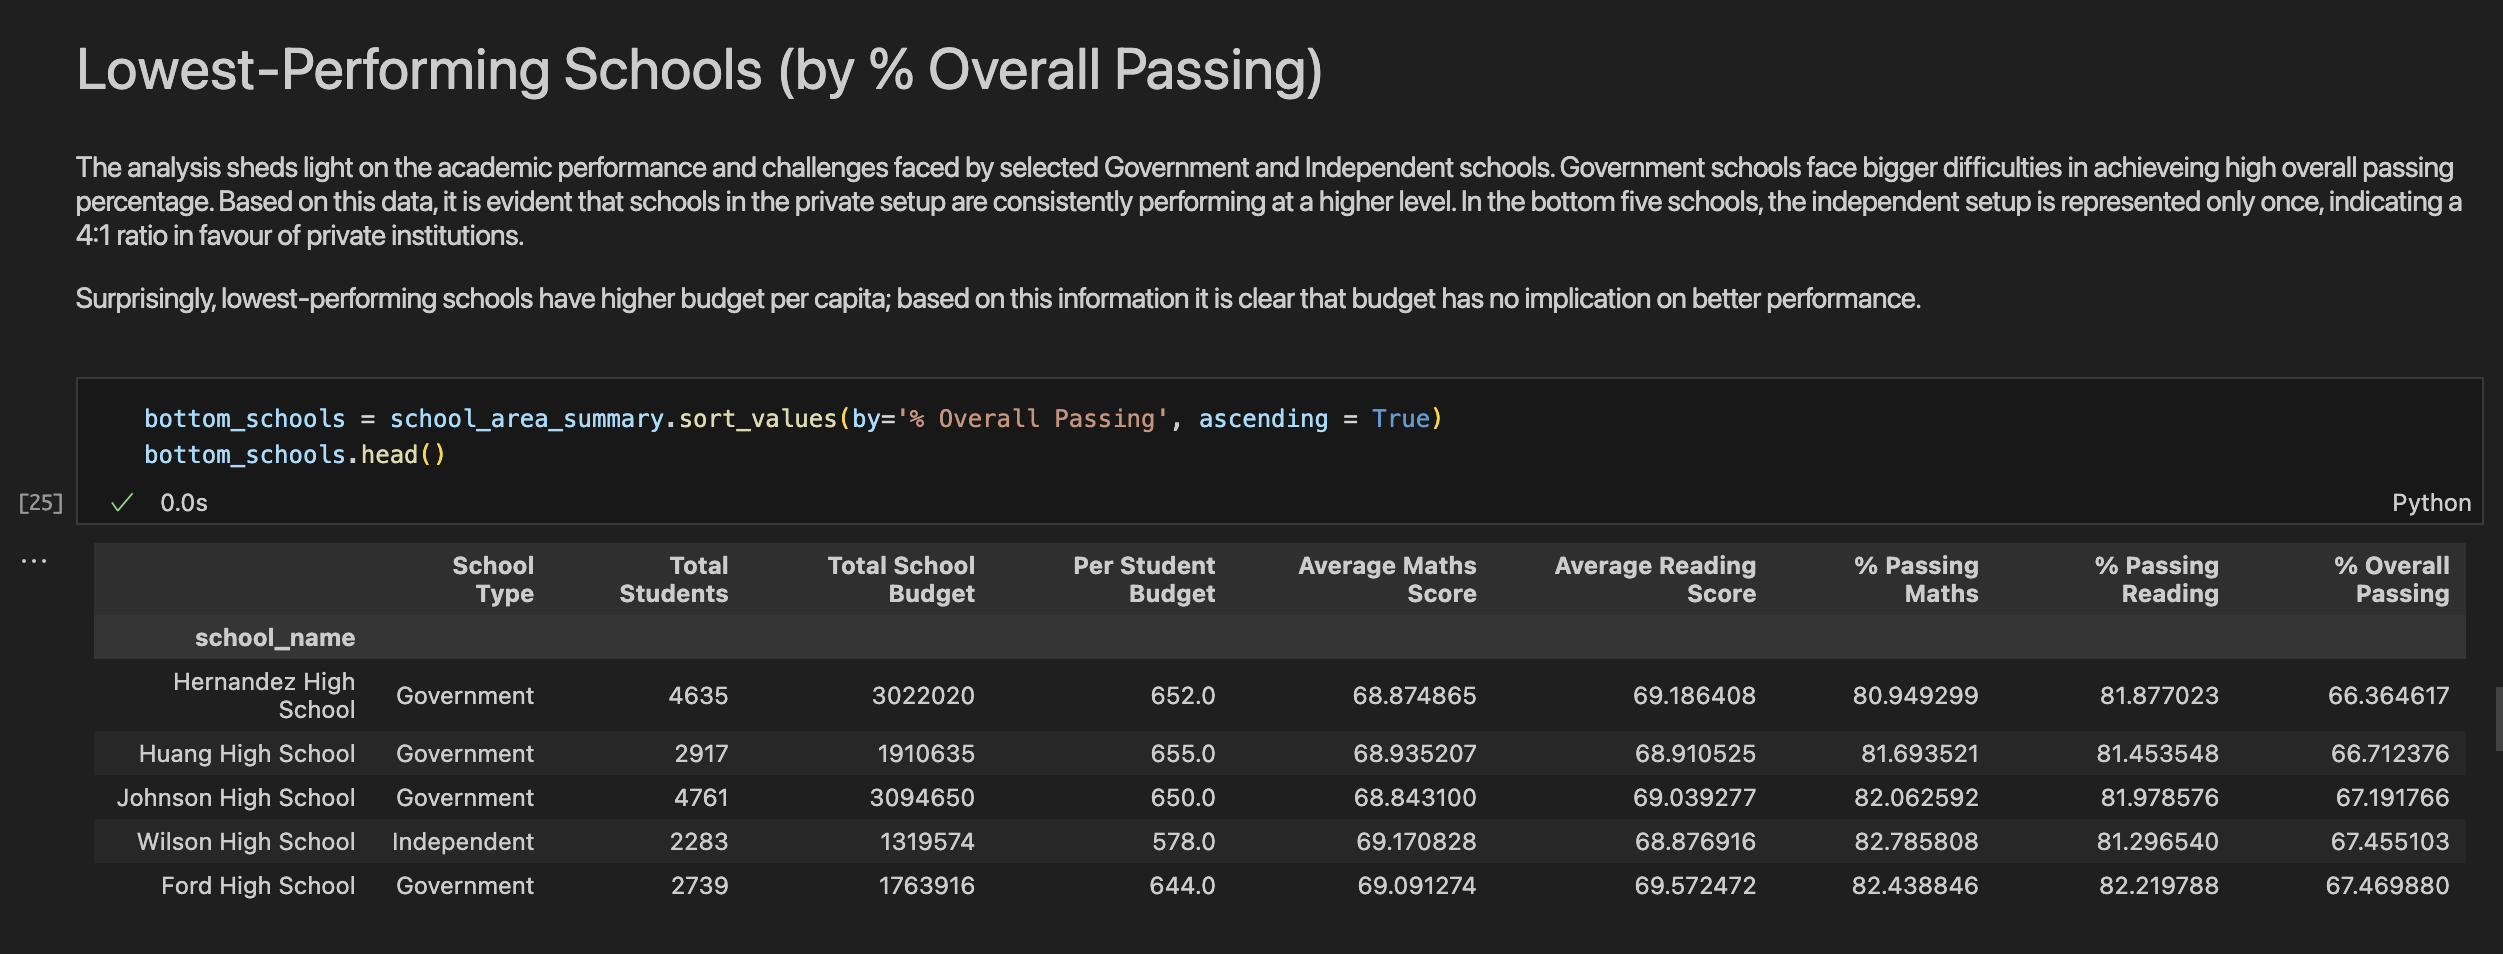 Lowest-Performing Schools (by % Overall Passing)
The analysis sheds light on the academic performance and challenges faced by selected Government and Independent schools. Government schools face bigger difficulties in achieveing high overall passing
percentage. Based on this data, it is evident that schools in the private setup are consistently performing at a higher level. In the bottom five schools, the independent setup is represented only once, indicating a
4:1 ratio in favour of private institutions.
Surprisingly, lowest-performing schools have higher budget per capita; based on this information it is clear that budget has no implication on better performance.
bottom_schools = school_area_summary.sort_values(by='% Overall Passing', ascending = True)
bottom_schools.head()
[25] ✓ 0.0s Python
...
School Total Total School Per Student Average Maths Average Reading % Passing % Passing % Overall
Type Students Budget Budget Score Score Maths Reading Passing
school_name
Hernandez High
School Government 4635 3022020 652.0 68.874865 69.186408 80.949299 81.877023 66.364617
Huang High School Government 2917 1910635 655.0 68.935207 68.910525 81.693521 81.453548 66.712376
Johnson High School Government 4761 3094650 650.0 68.843100 69.039277 82.062592 81.978576 67.191766
Wilson High School Independent 2283 1319574 578.0 69.170828 68.876916 82.785808 81.296540 67.455103
Ford High School Government 2739 1763916 644.0 69.091274 69.572472 82.438846 82.219788 67.469880